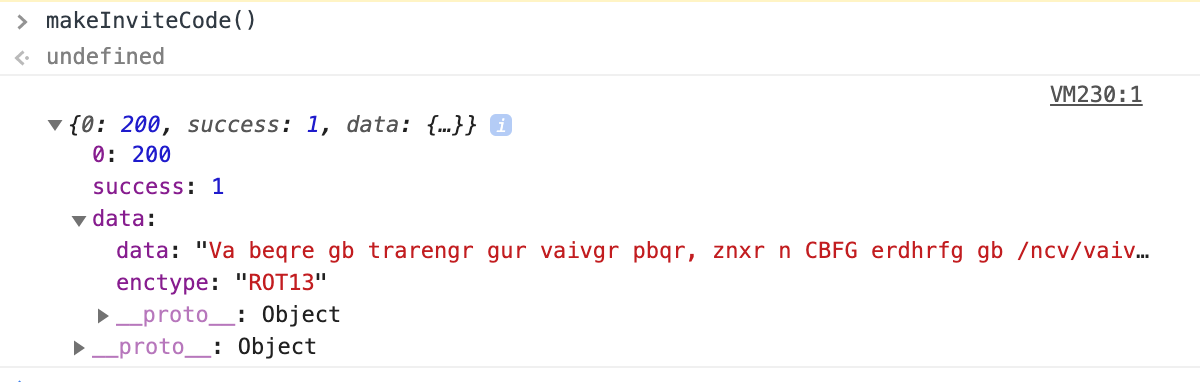 makeInviteCode()
undefined
VM230:1
{0: 200, success: 1, data: {…}} i
0: 200
success: 1
data:
data: "Va beqre gb trarengr gur vaivgr pbqr, znxr n CBFG erdhrfg gb /ncv/vaiv…
enctype: "ROT13"
__proto__: Object
__proto__: Object